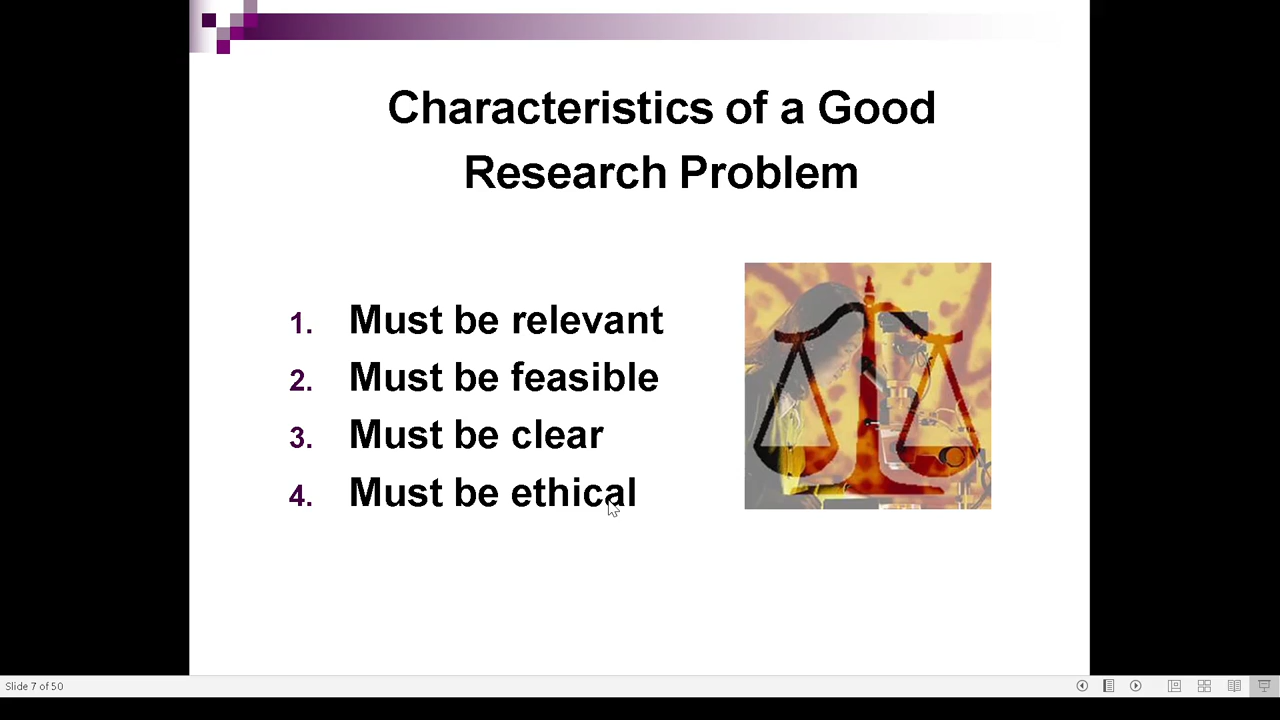 Characteristics of a Good
Research Problem
1. Must be relevant
2. Must be feasible
3. Must be clear
4. Must be ethical
Slide 7 of 50